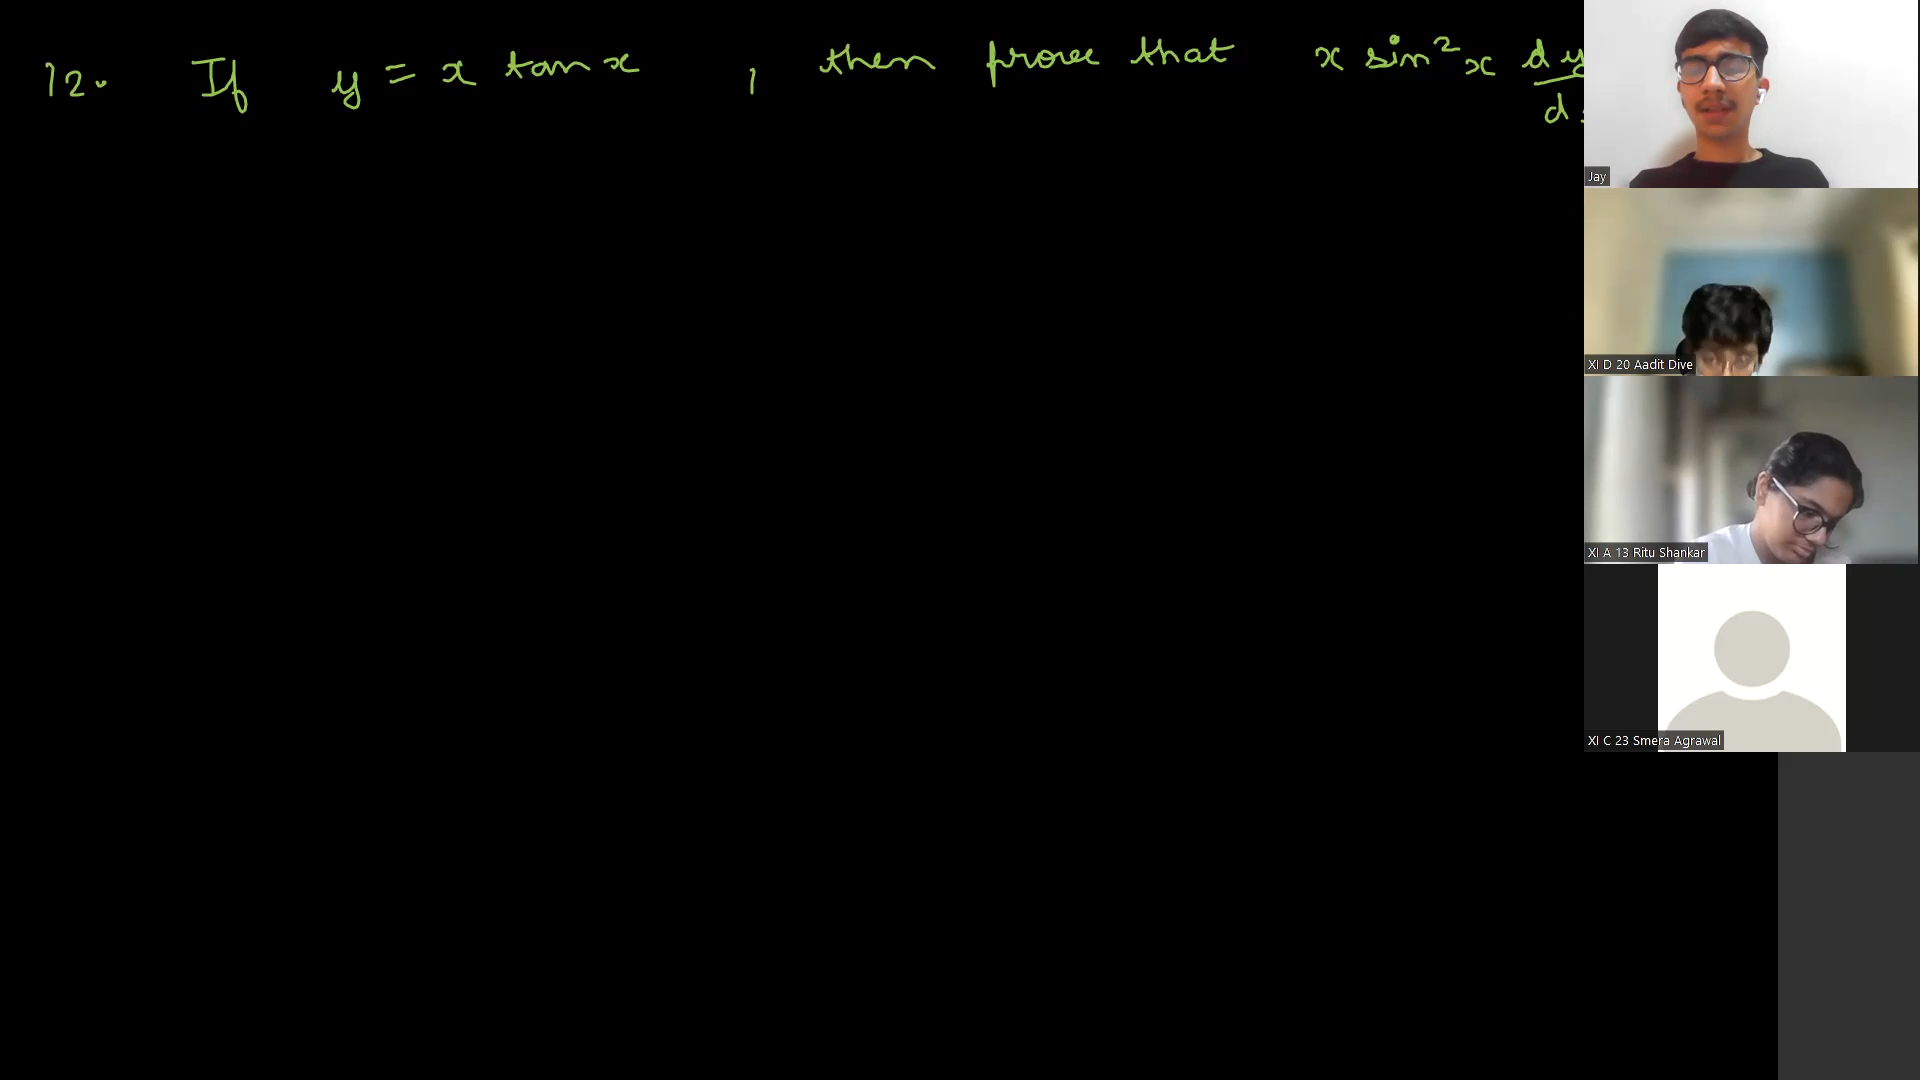 12. If y = x tan x , then prove that x sin² x dy/d
Jay
XI D 20 Aadit Dive
XI A 13 Ritu Shankar
XI C 23 Smera Agrawal